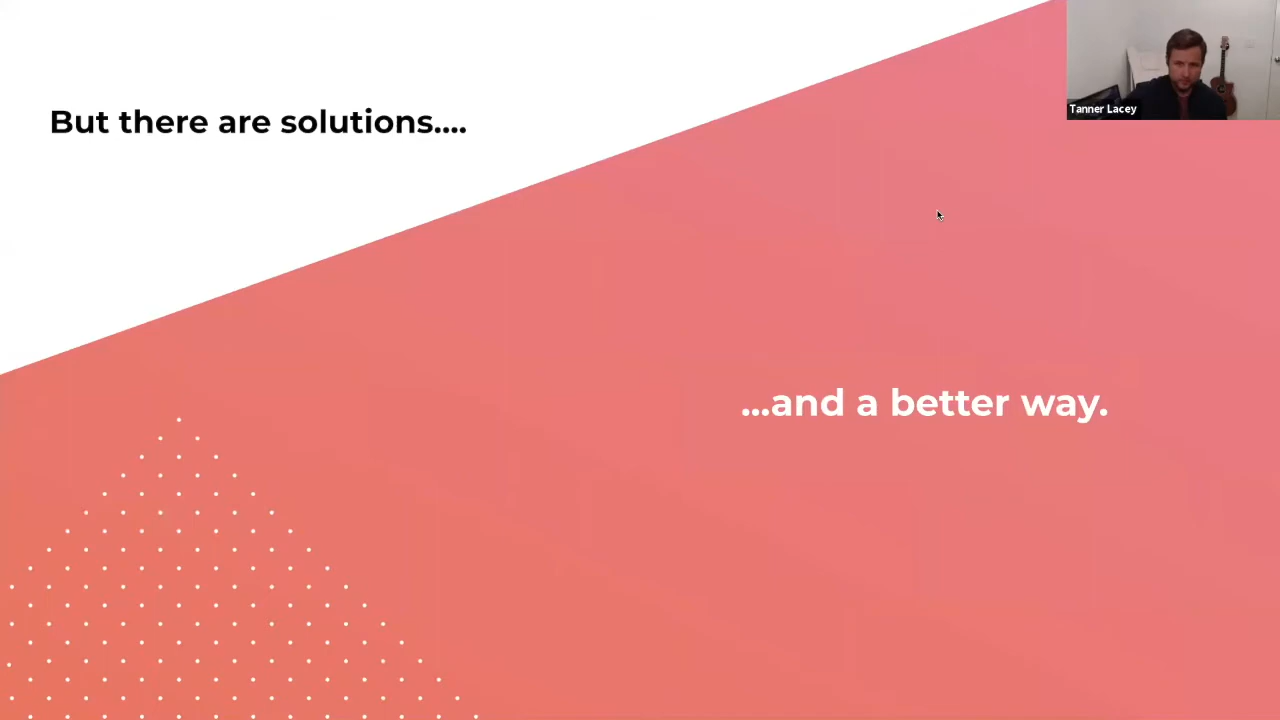 But there are solutions....
...and a better way.
Tanner Lacey